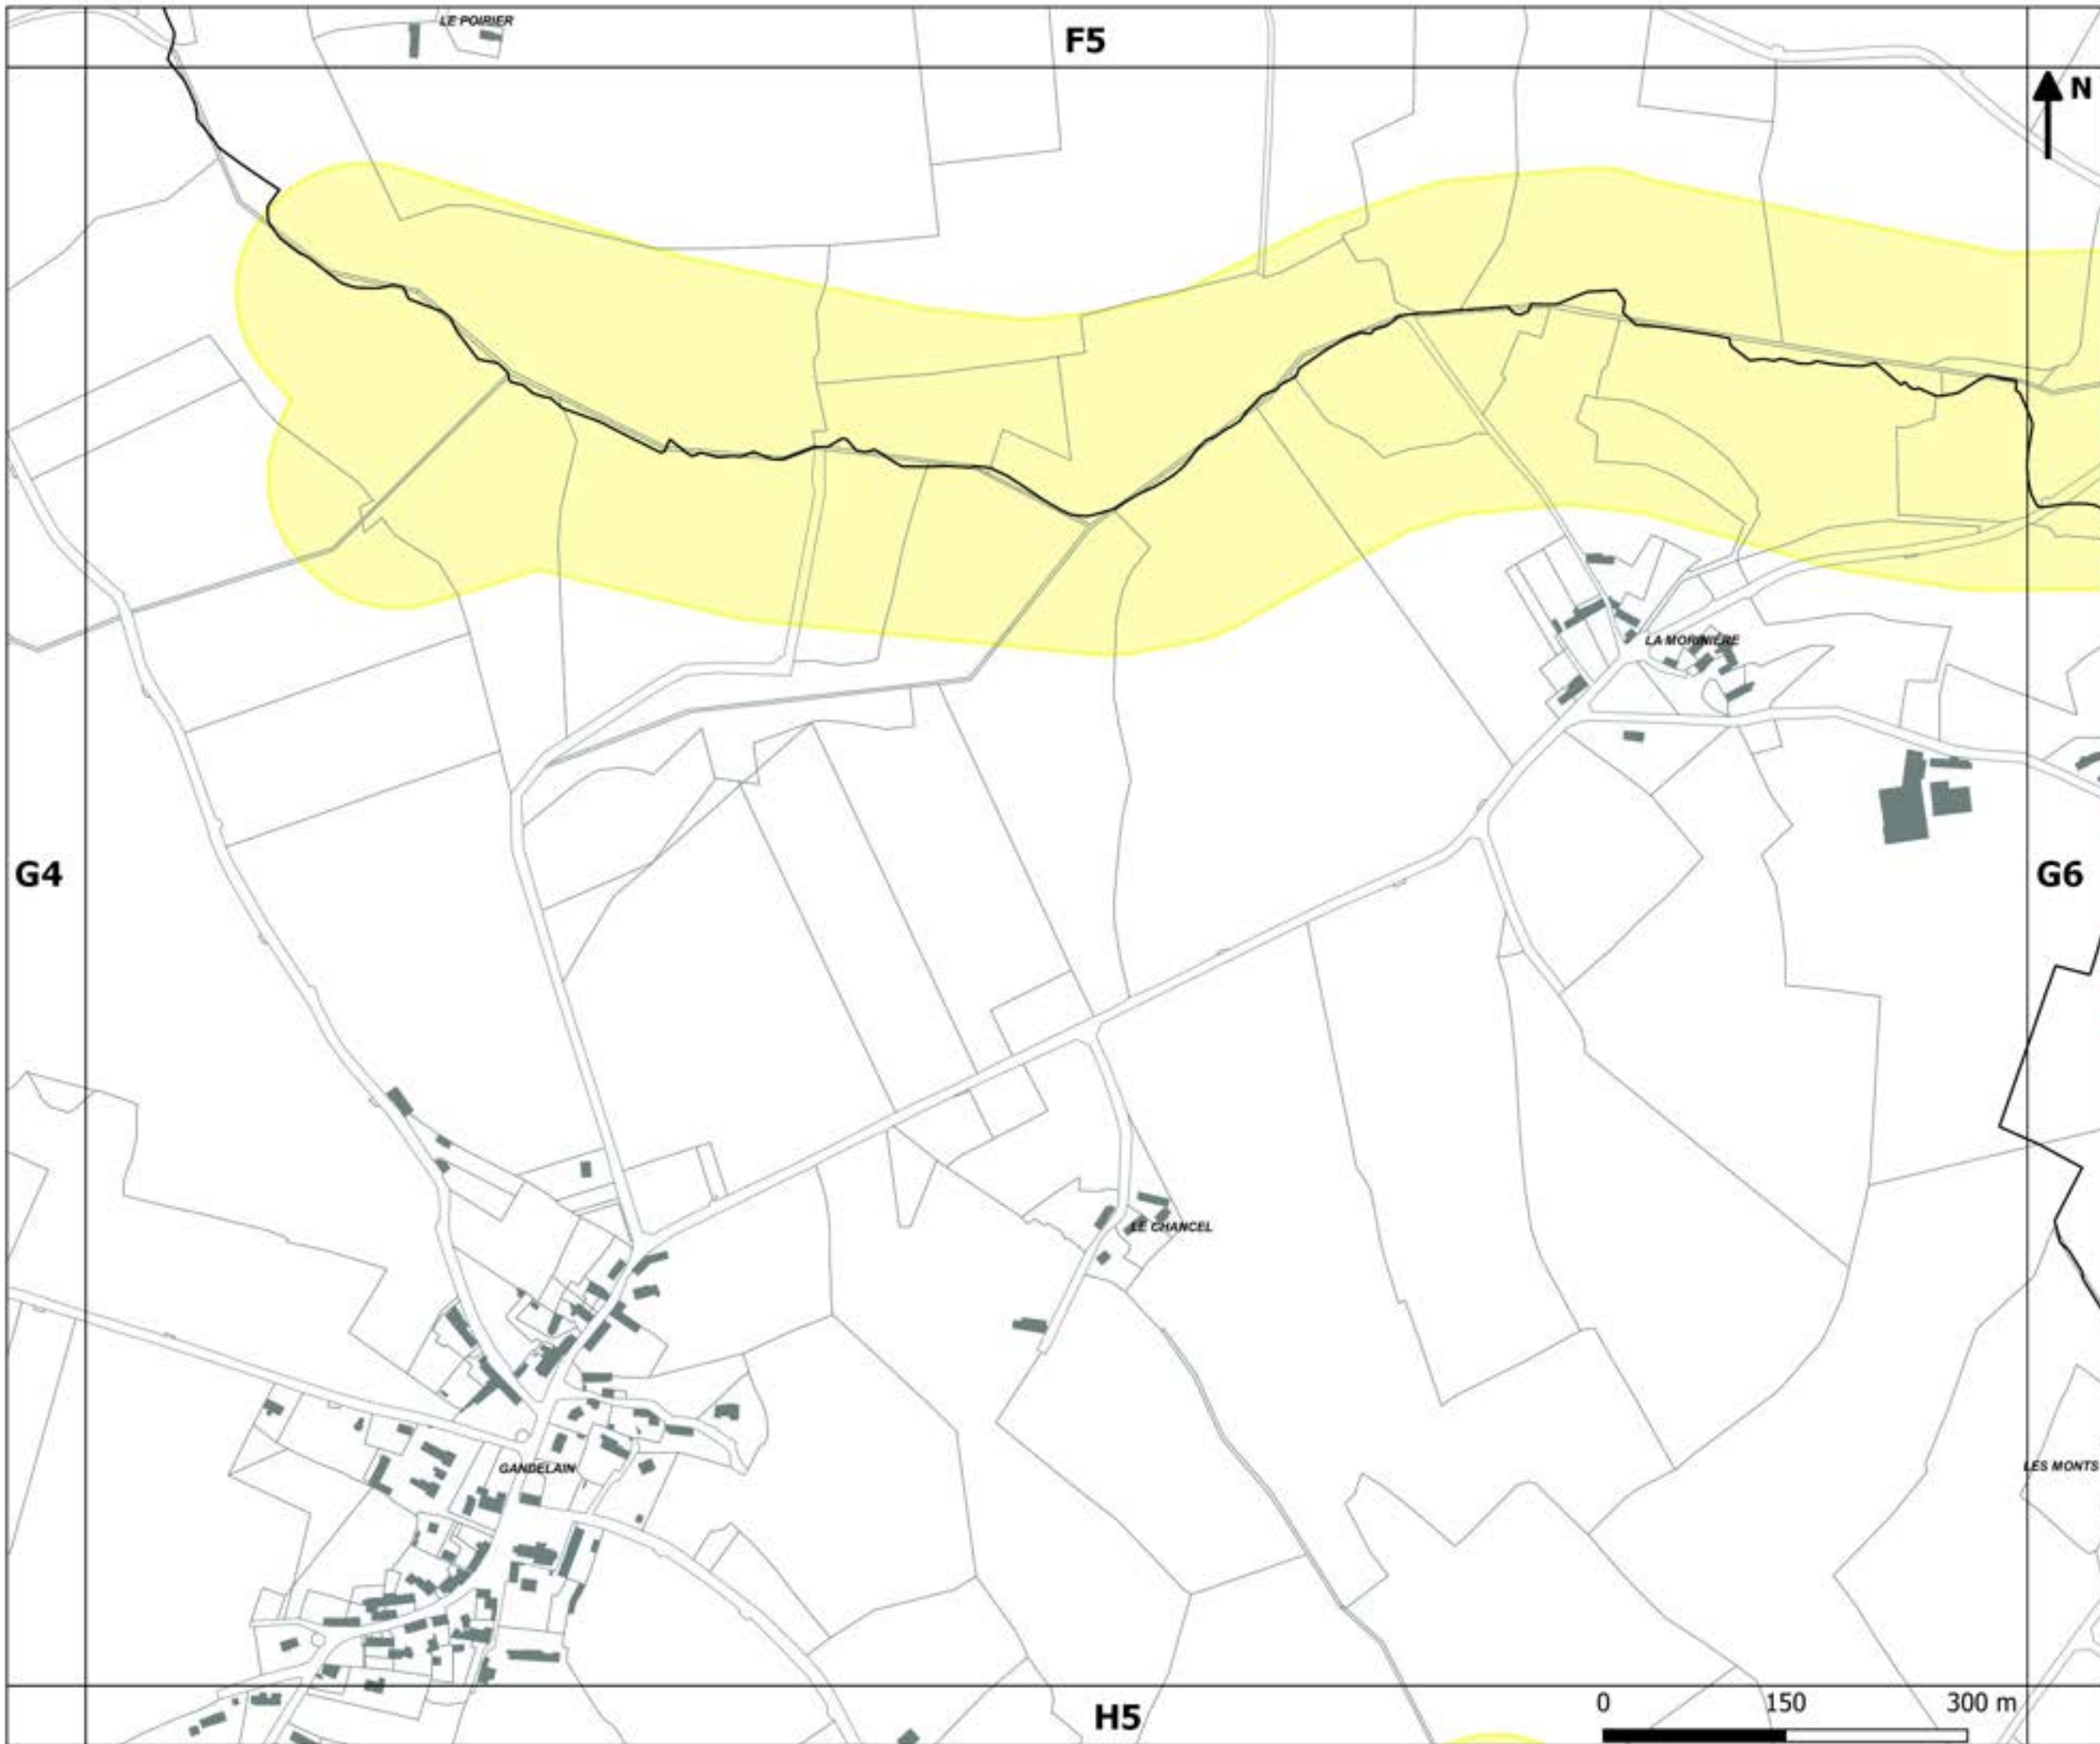 LE POIRIER
F5
N
LA MORINIÈRE
G4
G6
LE CHANCEL
GANDELAIN
LES MONTS
H5
0 150 300 m